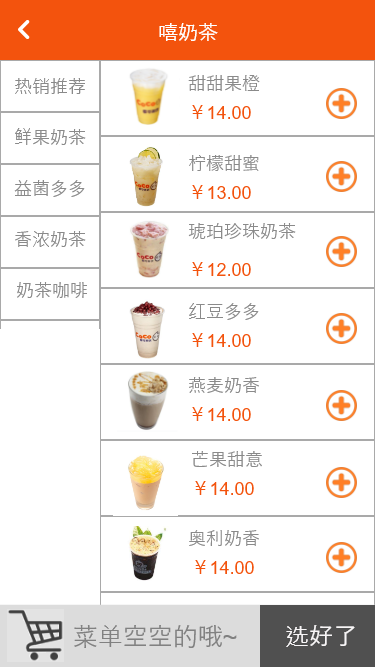 嘻奶茶
热销推荐
鲜果奶茶
益菌多多
香浓奶茶
奶茶咖啡
甜甜果橙
￥14.00
柠檬甜蜜
￥13.00
琥珀珍珠奶茶
￥12.00
红豆多多
￥14.00
燕麦奶香
￥14.00
芒果甜意
￥14.00
奥利奶香
￥14.00
菜单空空的哦~
选好了